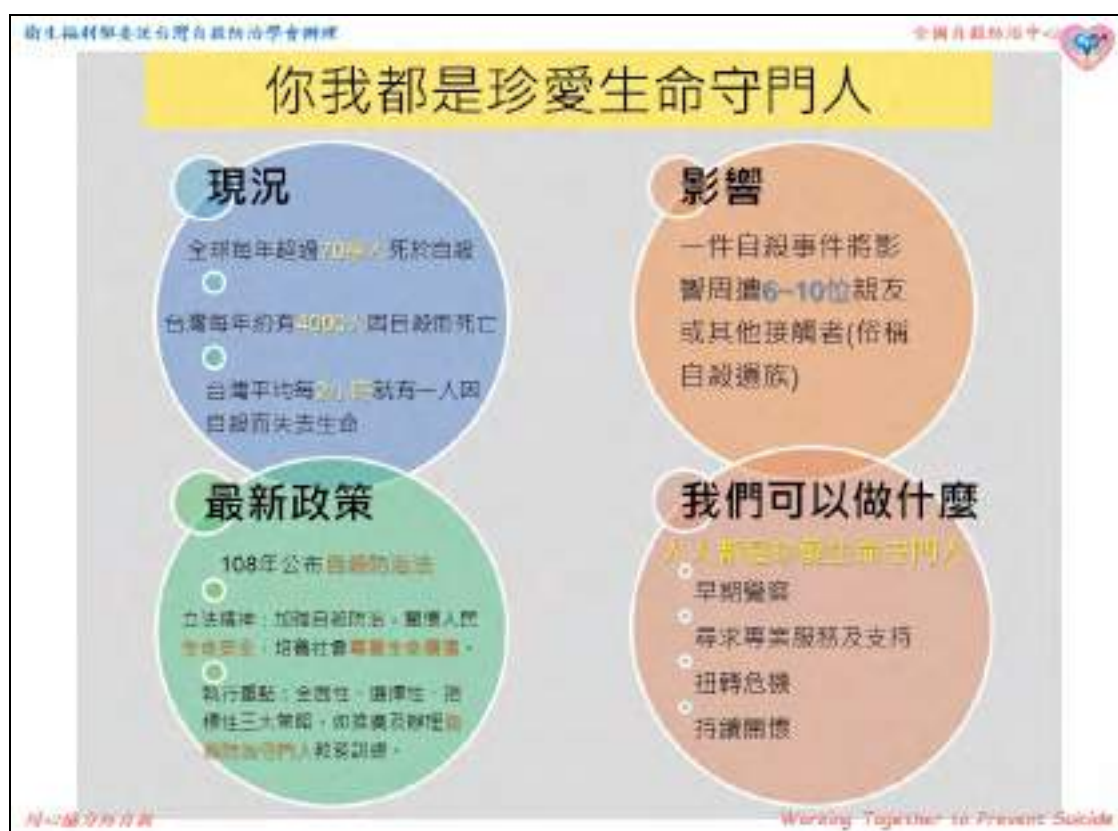 衛生福利部委託台灣自殺防治學會辦理
全國自殺防治中心
你我都是珍愛生命守門人
現況
全球每年超過70萬人死於自殺
台灣每年約有4000人因自殺而死亡
台灣平均每2小時就有一人因
自殺而失去生命
影響
一件自殺事件將影
響周遭6~10位親友
或其他接觸者(俗稱
自殺遺族)
最新政策
108年公布自殺防治法
立法精神：加強自殺防治，關懷人民
生命安全，培養社會尊重生命價值。
執行重點：全面性、選擇性、指
標性三大策略，如推廣及辦理自
殺防治守門人教育訓練。
我們可以做什麼
人人都是珍愛生命守門人
早期覺察
尋求專業服務及支持
扭轉危機
持續關懷
同心協力防自殺
Working Together to Prevent Suicide